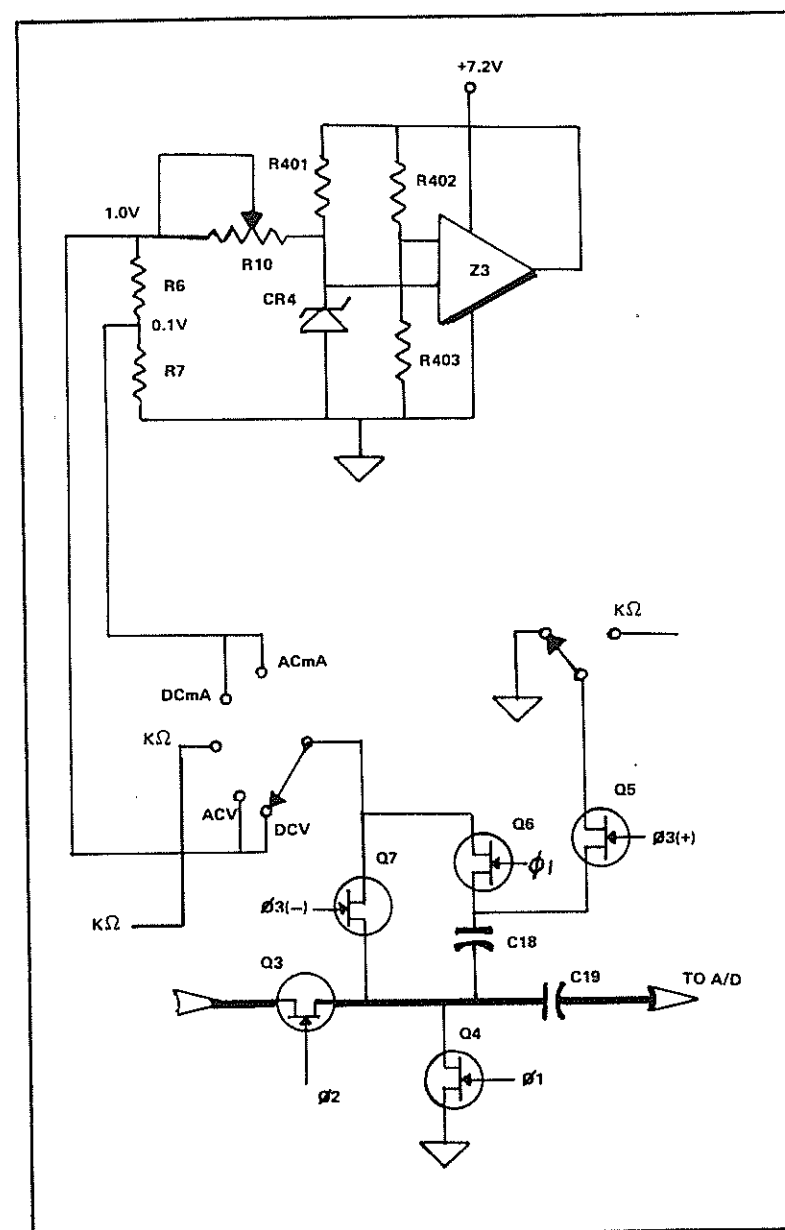 +7.2V
R401
R402
1.0V
R10
Z3
R6
CR4
0.1V
R7
R403
KΩ
ACmA
DCmA
KΩ
Q5
ACV
DCV
Q6
Q7
Ø3(+)
Ø1
Ø3(—)
KΩ
C18
Q3
C19
TO A/D
Q4
Ø2
Ø1